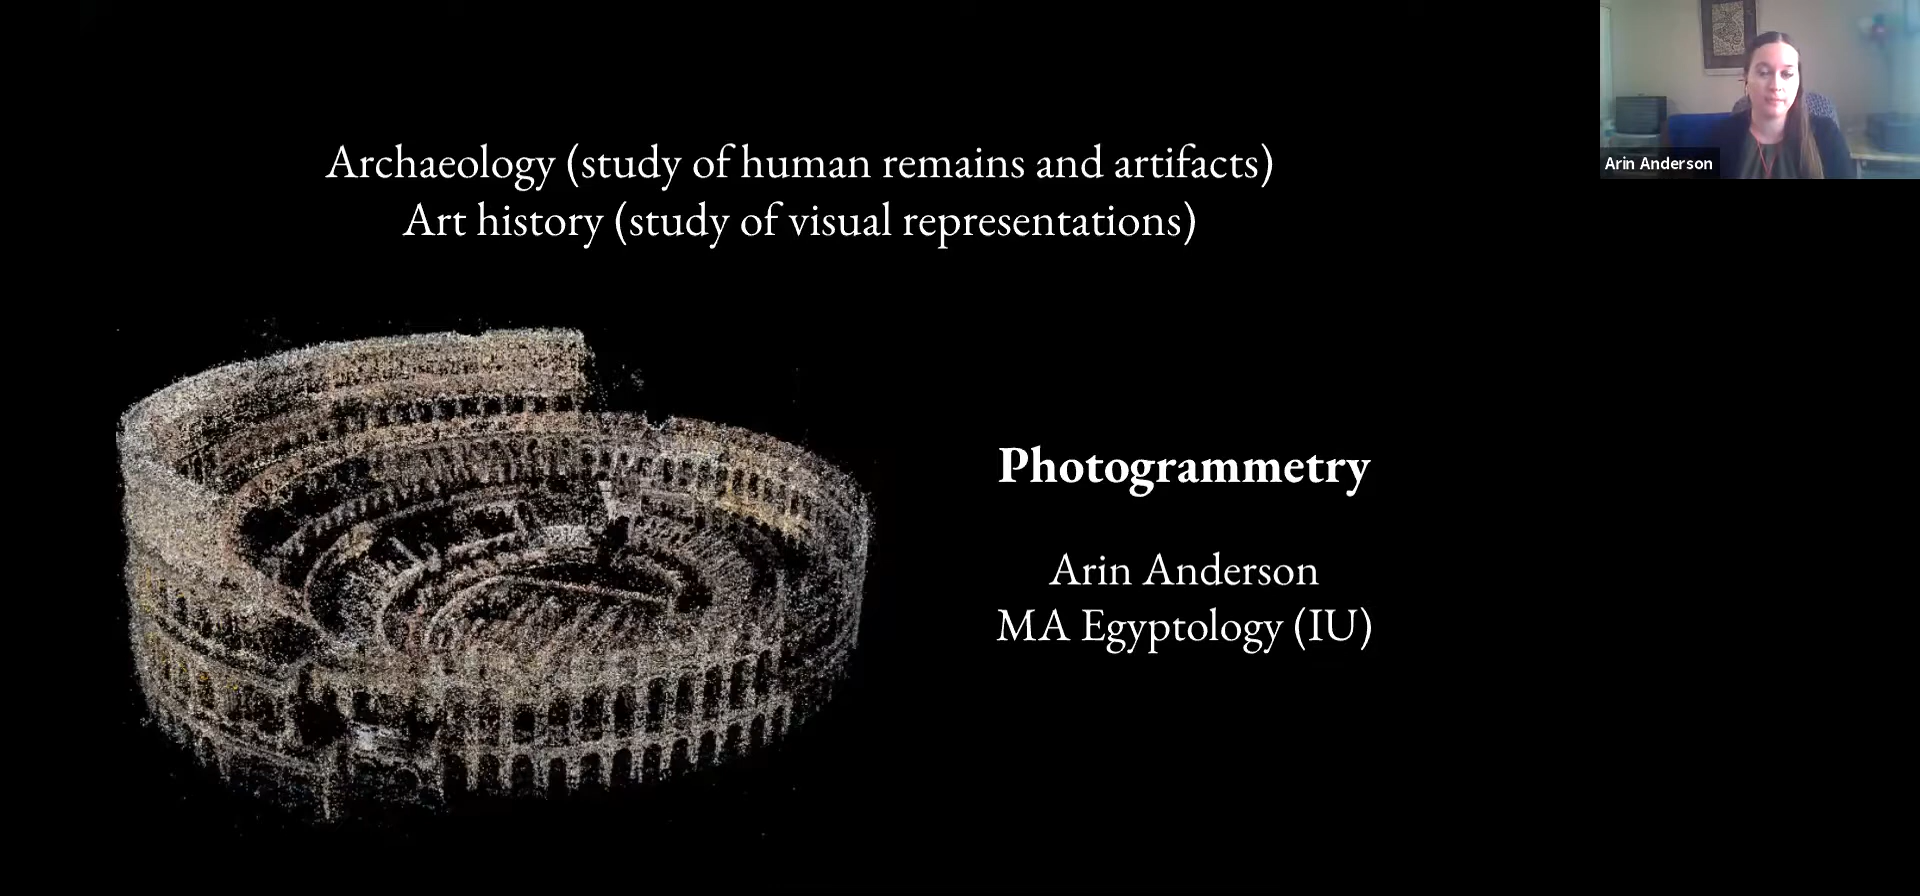 Archaeology (study of human remains and artifacts)
Art history (study of visual representations)
Photogrammetry
Arin Anderson
MA Egyptology (IU)
Arin Anderson